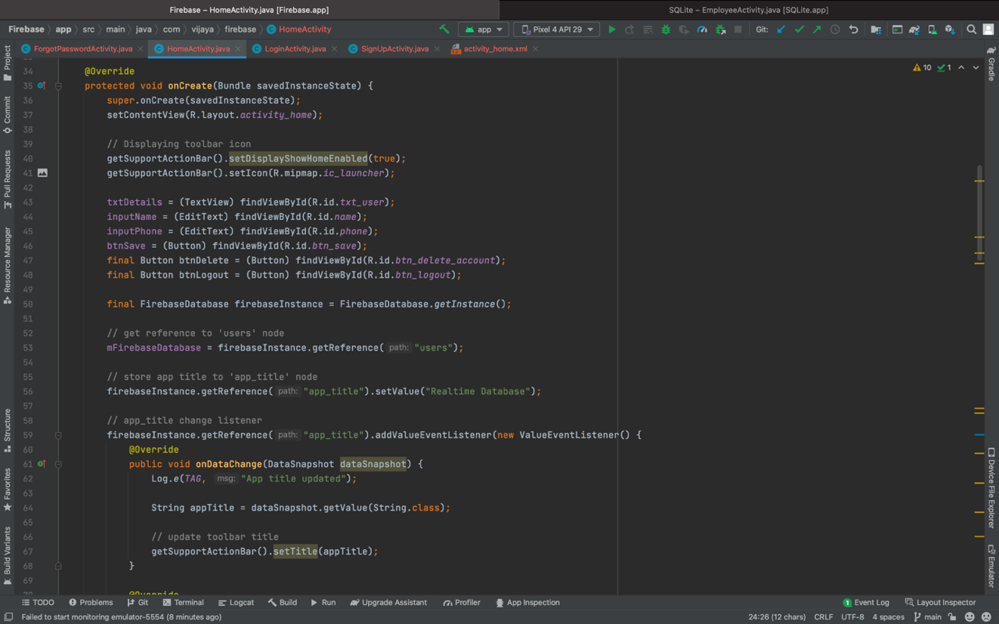 Firebase – HomeActivity.java [Firebase.app]
SQLite – EmployeeActivity.java [SQLite.app]
Firebase app src main java com vijaya firebase HomeActivity
app Pixel 4 API 29 Git:
ForgotPasswordActivity.java HomeActivity.java LoginActivity.java SignUpActivity.java activity_home.xml
Project
Commit
Pull Requests
Resource Manager
Structure
Favorites
Build Variants
10 1
34 @Override
35 protected void onCreate(Bundle savedInstanceState) {
36 super.onCreate(savedInstanceState);
37 setContentView(R.layout.activity_home);
38
39 // Displaying toolbar icon
40 getSupportActionBar().setDisplayShowHomeEnabled(true);
41 getSupportActionBar().setIcon(R.mipmap.ic_launcher);
42
43 txtDetails = (TextView) findViewById(R.id.txt_user);
44 inputName = (EditText) findViewById(R.id.name);
45 inputPhone = (EditText) findViewById(R.id.phone);
46 btnSave = (Button) findViewById(R.id.btn_save);
47 final Button btnDelete = (Button) findViewById(R.id.btn_delete_account);
48 final Button btnLogout = (Button) findViewById(R.id.btn_logout);
49
50 final FirebaseDatabase firebaseInstance = FirebaseDatabase.getInstance();
51
52 // get reference to 'users' node
53 mFirebaseDatabase = firebaseInstance.getReference( path: "users");
54
55 // store app title to 'app_title' node
56 firebaseInstance.getReference( path: "app_title").setValue("Realtime Database");
57
58 // app_title change listener
59 firebaseInstance.getReference( path: "app_title").addValueEventListener(new ValueEventListener() {
60 @Override
61 public void onDataChange(DataSnapshot dataSnapshot) {
62 Log.e(TAG, msg: "App title updated");
63
64 String appTitle = dataSnapshot.getValue(String.class);
65
66 // update toolbar title
67 getSupportActionBar().setTitle(appTitle);
68 }
69
@Override
Gradle
Device File Explorer
Emulator
TODO Problems Git Terminal Logcat Build Run Upgrade Assistant Profiler App Inspection 1 Event Log Layout Inspector
Failed to start monitoring emulator-5554 (8 minutes ago) 24:26 (12 chars) CRLF UTF-8 4 spaces main